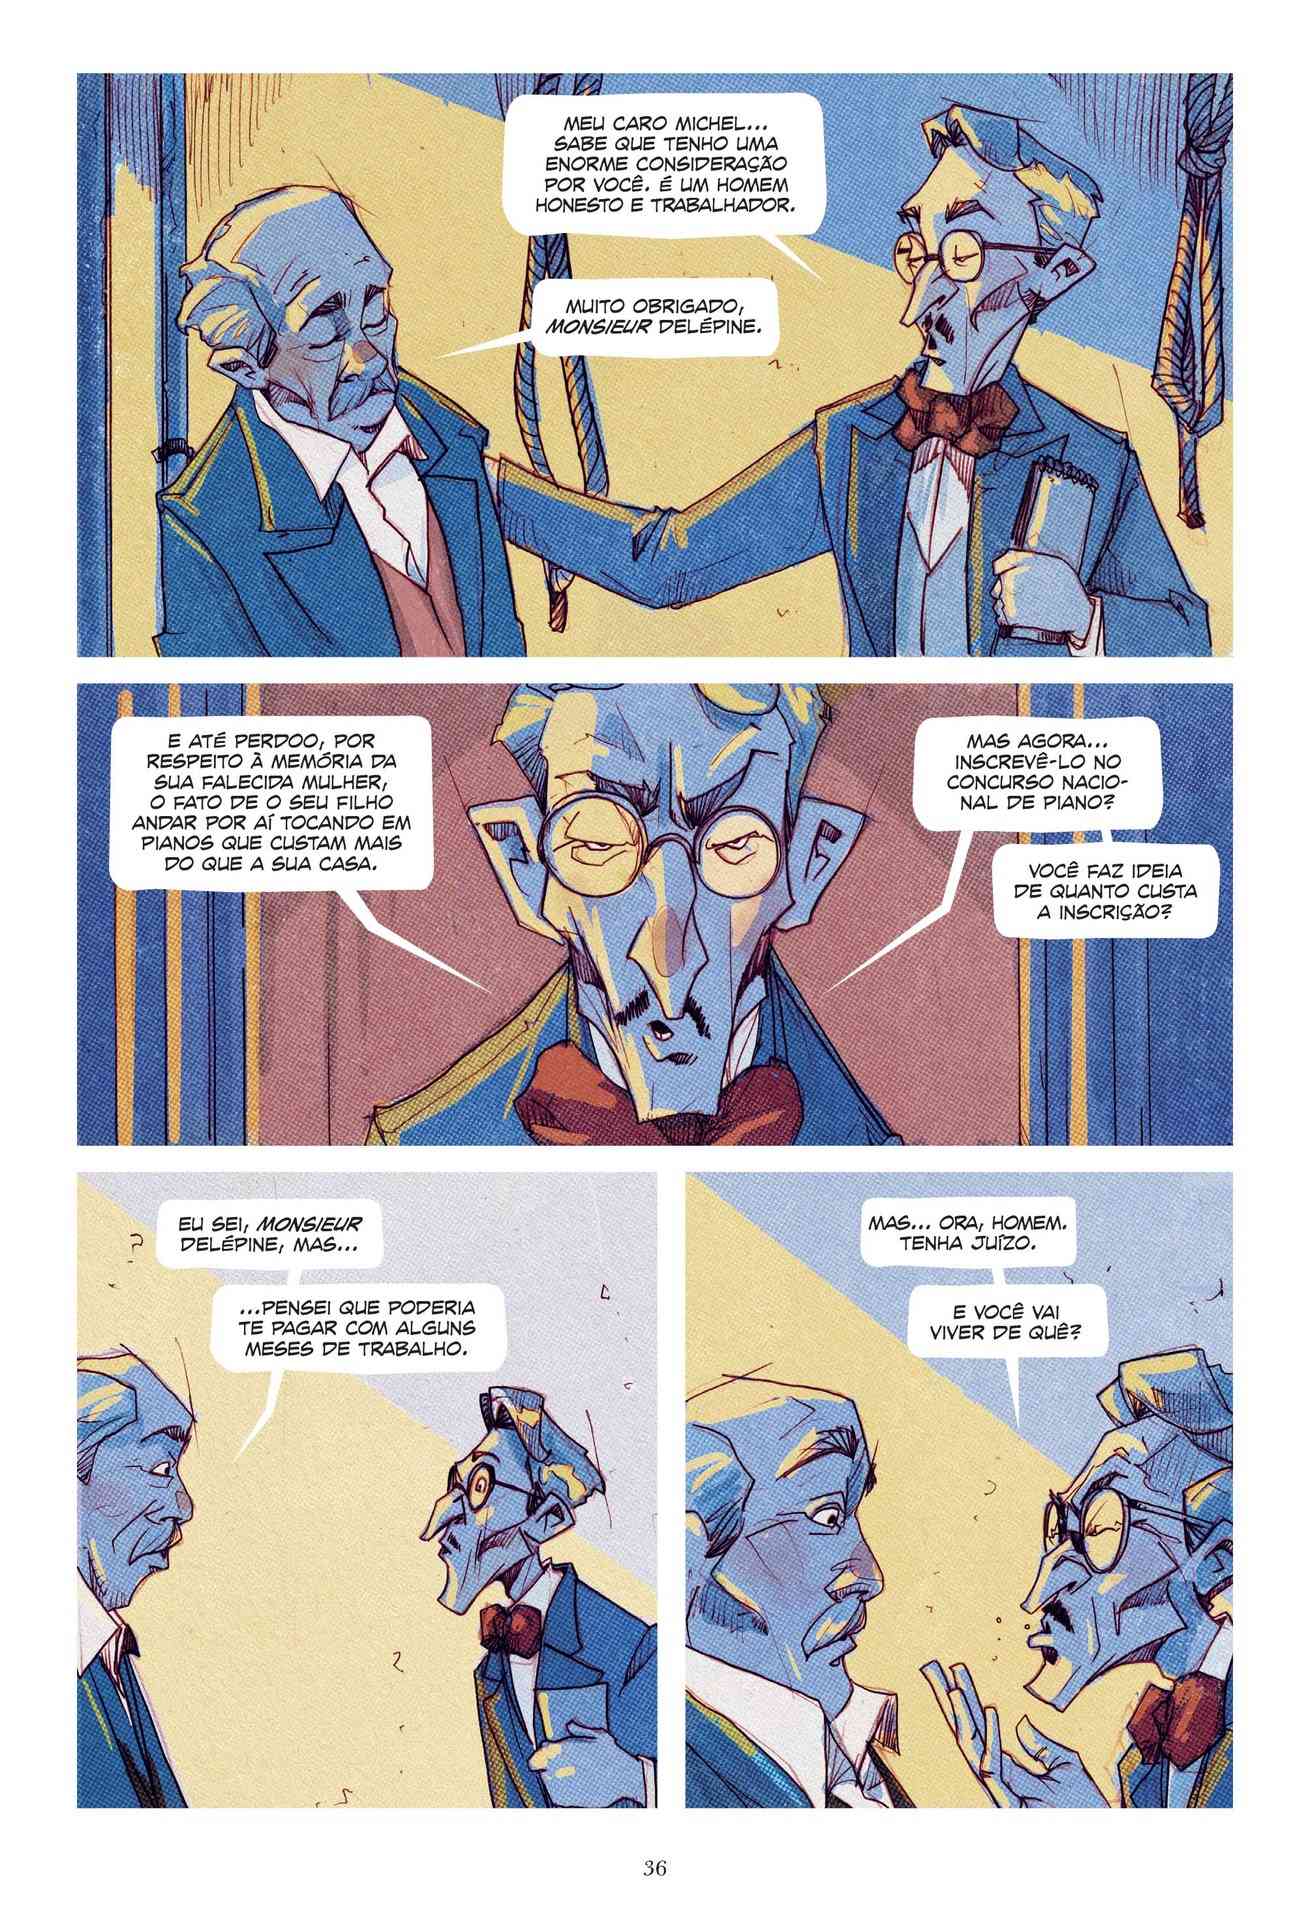 MEU CARO MICHEL...
SABE QUE TENHO UMA
ENORME CONSIDERAÇÃO
POR VOCÊ. É UM HOMEM
HONESTO E TRABALHADOR.
MUITO OBRIGADO,
MONSIEUR DELÉPINE.
E ATÉ PERDOO, POR
RESPEITO À MEMÓRIA DA
SUA FALECIDA MULHER,
O FATO DE O SEU FILHO
ANDAR POR AÍ TOCANDO EM
PIANOS QUE CUSTAM MAIS
DO QUE A SUA CASA.
MAS AGORA...
INSCREVÊ-LO NO
CONCURSO NACIO-
NAL DE PIANO?
VOCÊ FAZ IDEIA
DE QUANTO CUSTA
A INSCRIÇÃO?
EU SEI, MONSIEUR
DELÉPINE, MAS...
...PENSEI QUE PODERIA
TE PAGAR COM ALGUNS
MESES DE TRABALHO.
MAS... ORA, HOMEM.
TENHA JUÍZO.
E VOCÊ VAI
VIVER DE QUÊ?
36